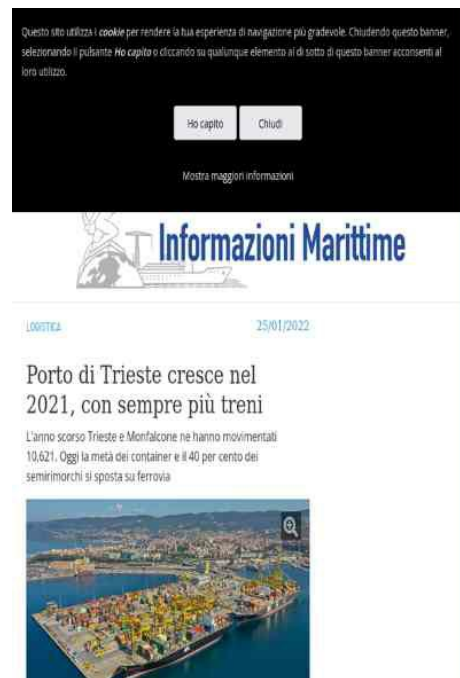 Questo sito utilizza i cookie per rendere la tua esperienza di navigazione più gradevole. Chiudendo questo banner,
selezionando il pulsante Ho capito o cliccando su qualunque elemento al di sotto di questo banner acconsenti al
loro utilizzo.
Ho capito Chiudi
Mostra maggiori informazioni
Informazioni Marittime
LOGISTICA 25/01/2022
Porto di Trieste cresce nel
2021, con sempre più treni
L'anno scorso Trieste e Monfalcone ne hanno movimentati
10,621. Oggi la metà dei container e il 40 per cento dei
semirimorchi si sposta su ferrovia